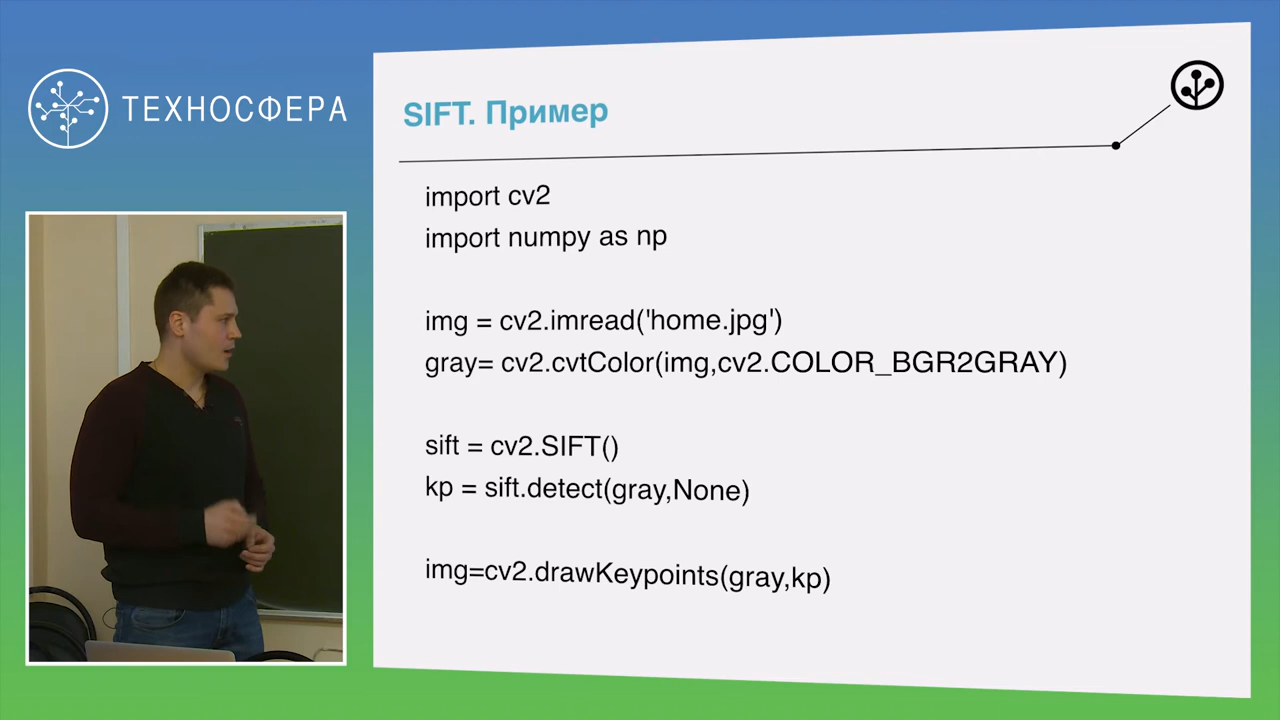 ТЕХНОСФЕРА
SIFT. Пример
import cv2
import numpy as np
img = cv2.imread('home.jpg')
gray= cv2.cvtColor(img,cv2.COLOR_BGR2GRAY)
sift = cv2.SIFT()
kp = sift.detect(gray,None)
img=cv2.drawKeypoints(gray,kp)